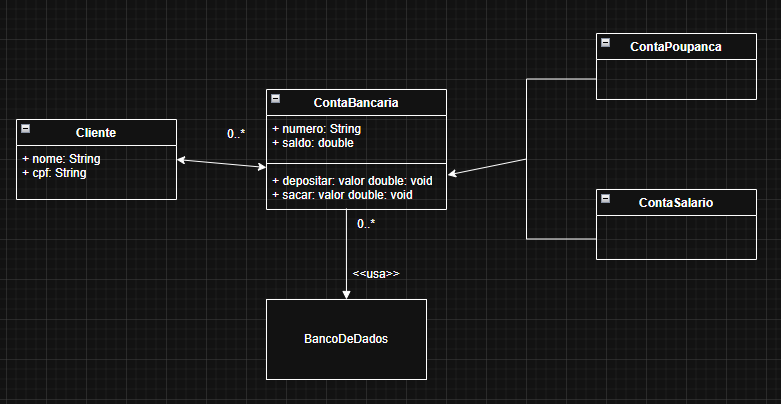 ContaPoupanca
ContaBancaria
+ numero: String
+ saldo: double
+ depositar: valor double: void
+ sacar: valor double: void
Cliente
+ nome: String
+ cpf: String
0..*
ContaSalario
0..*
<<usa>>
BancoDeDados